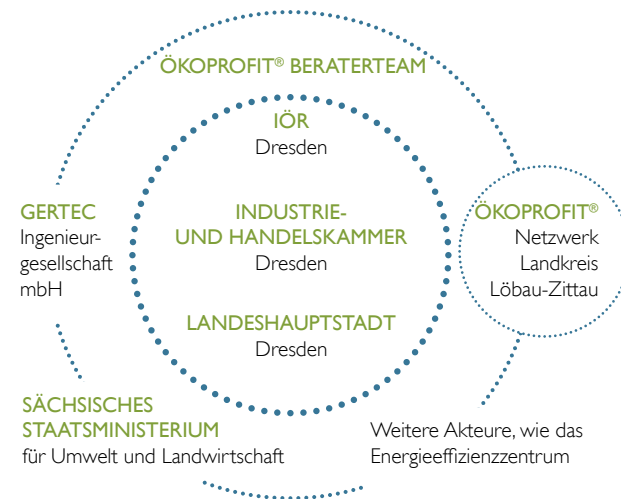 ÖKOPROFIT® BERATERTEAM
IÖR
Dresden
GERTEC
Ingenieur-
gesellschaft
mbH
INDUSTRIE-
UND HANDELSKAMMER
Dresden
ÖKOPROFIT®
Netzwerk
Landkreis
Löbau-Zittau
LANDESHAUPTSTADT
Dresden
SÄCHSISCHES
STAATSMINISTERIUM
für Umwelt und Landwirtschaft
Weitere Akteure, wie das
Energieeffizienzzentrum